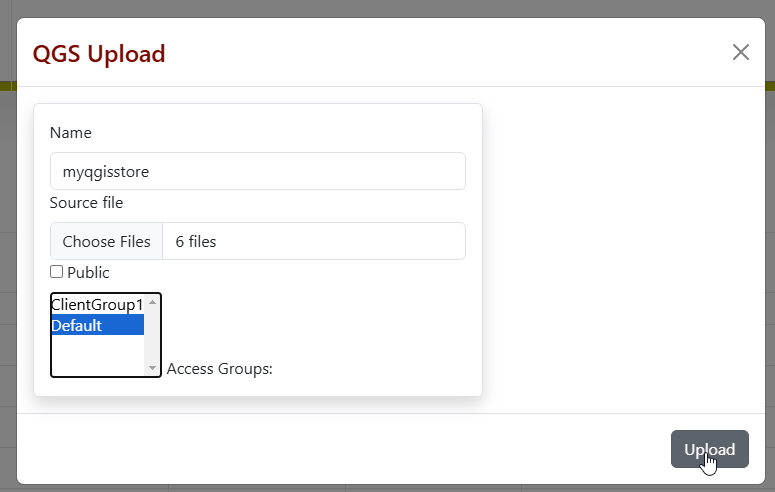 QGS Upload
Name
myqgisstore
Source file
Choose Files 6 files
Public
ClientGroup1
Default
Access Groups:
Upload